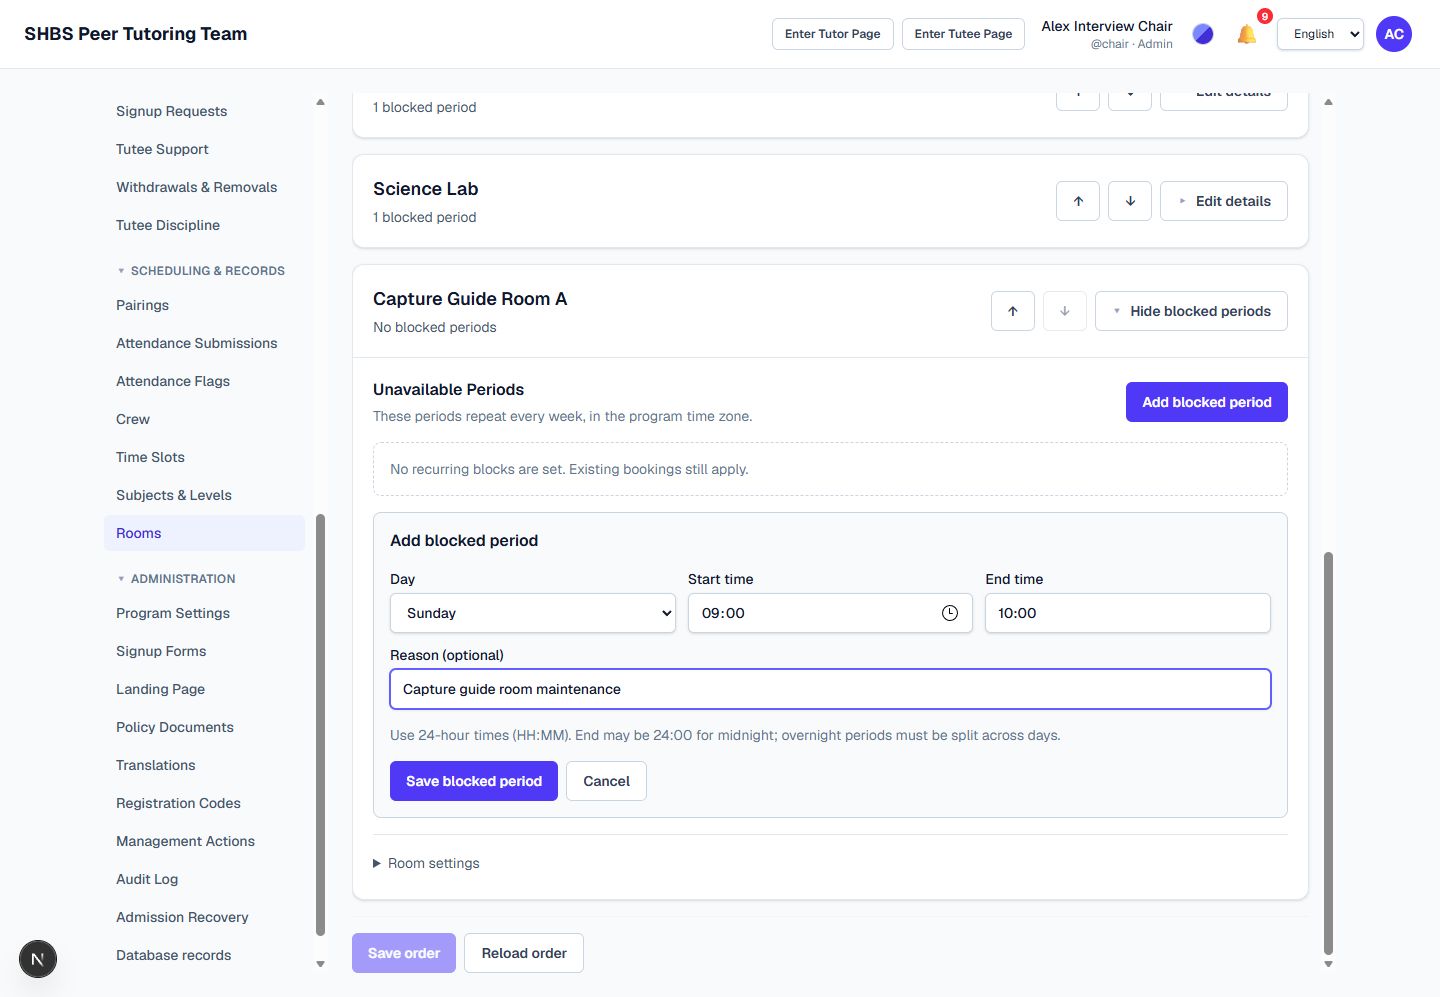 SHBS Peer Tutoring Team
Enter Tutor Page
Enter Tutee Page
Alex Interview Chair
@chair · Admin
9
English
AC
Signup Requests
Tutee Support
Withdrawals & Removals
Tutee Discipline
SCHEDULING & RECORDS
Pairings
Attendance Submissions
Attendance Flags
Crew
Time Slots
Subjects & Levels
Rooms
ADMINISTRATION
Program Settings
Signup Forms
Landing Page
Policy Documents
Translations
Registration Codes
Management Actions
Audit Log
Admission Recovery
Database records
N
1 blocked period
Edit details
Science Lab
1 blocked period
Edit details
Capture Guide Room A
No blocked periods
Hide blocked periods
Unavailable Periods
These periods repeat every week, in the program time zone.
Add blocked period
No recurring blocks are set. Existing bookings still apply.
Add blocked period
Day
Start time
End time
Sunday
09:00
10:00
Reason (optional)
Capture guide room maintenance
Use 24-hour times (HH:MM). End may be 24:00 for midnight; overnight periods must be split across days.
Save blocked period
Cancel
Room settings
Save order
Reload order